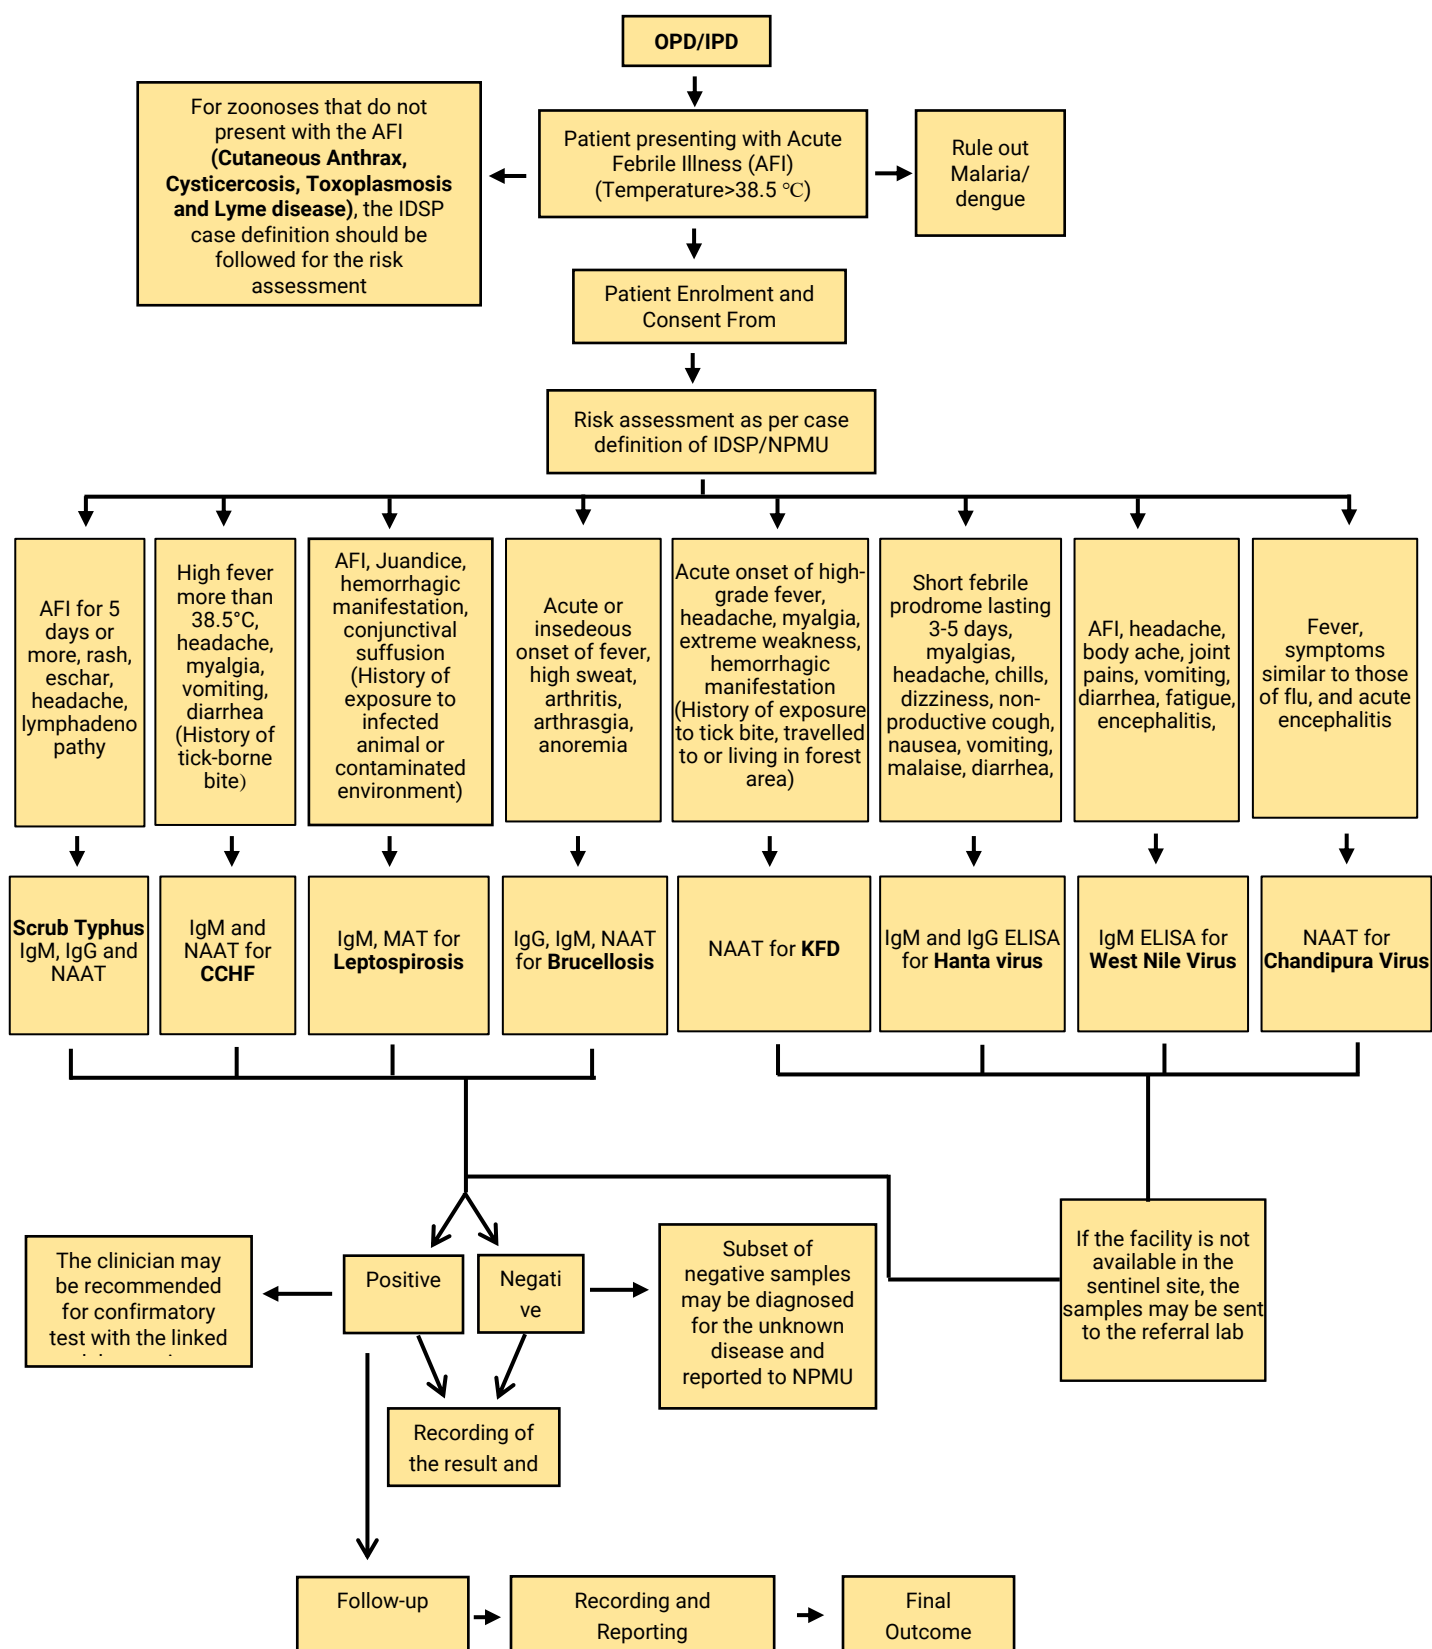 OPD/IPD
For zoonoses that do not
present with the AFI
(Cutaneous Anthrax,
Cysticercosis, Toxoplasmosis
and Lyme disease), the IDSP
case definition should be
followed for the risk
assessment
Patient presenting with Acute
Febrile Illness (AFI)
(Temperature>38.5 °C)
Rule out
Malaria/
dengue
Patient Enrolment and
Consent From
Risk assessment as per case
definition of IDSP/NPMU
AFI for 5
days or
more, rash,
eschar,
headache,
lymphadeno
pathy
High fever
more than
38.5°C,
headache,
myalgia,
vomiting,
diarrhea
(History of
tick-borne
bite)
AFI, Juandice,
hemorrhagic
manifestation,
conjunctival
suffusion
(History of
exposure to
infected
animal or
contaminated
environment)
Acute or
insedeous
onset of fever,
high sweat,
arthritis,
arthrasgia,
anoremia
Acute onset of high-
grade fever,
headache, myalgia,
extreme weakness,
hemorrhagic
manifestation
(History of exposure
to tick bite, travelled
to or living in forest
area)
Short febrile
prodrome lasting
3-5 days,
myalgias,
headache, chills,
dizziness, non-
productive cough,
nausea, vomiting,
malaise, diarrhea,
AFI, headache,
body ache, joint
pains, vomiting,
diarrhea, fatigue,
encephalitis,
Fever,
symptoms
similar to those
of flu, and acute
encephalitis
Scrub Typhus
IgM, IgG and
NAAT
IgM and
NAAT for
CCHF
IgM, MAT for
Leptospirosis
IgG, IgM, NAAT
for Brucellosis
NAAT for KFD
IgM and IgG ELISA
for Hanta virus
IgM ELISA for
West Nile Virus
NAAT for
Chandipura Virus
The clinician may
be recommended
for confirmatory
test with the linked
Positive
Negati
ve
Subset of
negative samples
may be diagnosed
for the unknown
disease and
reported to NPMU
If the facility is not
available in the
sentinel site, the
samples may be sent
to the referral lab
Recording of
the result and
Follow-up
Recording and
Reporting
Final
Outcome